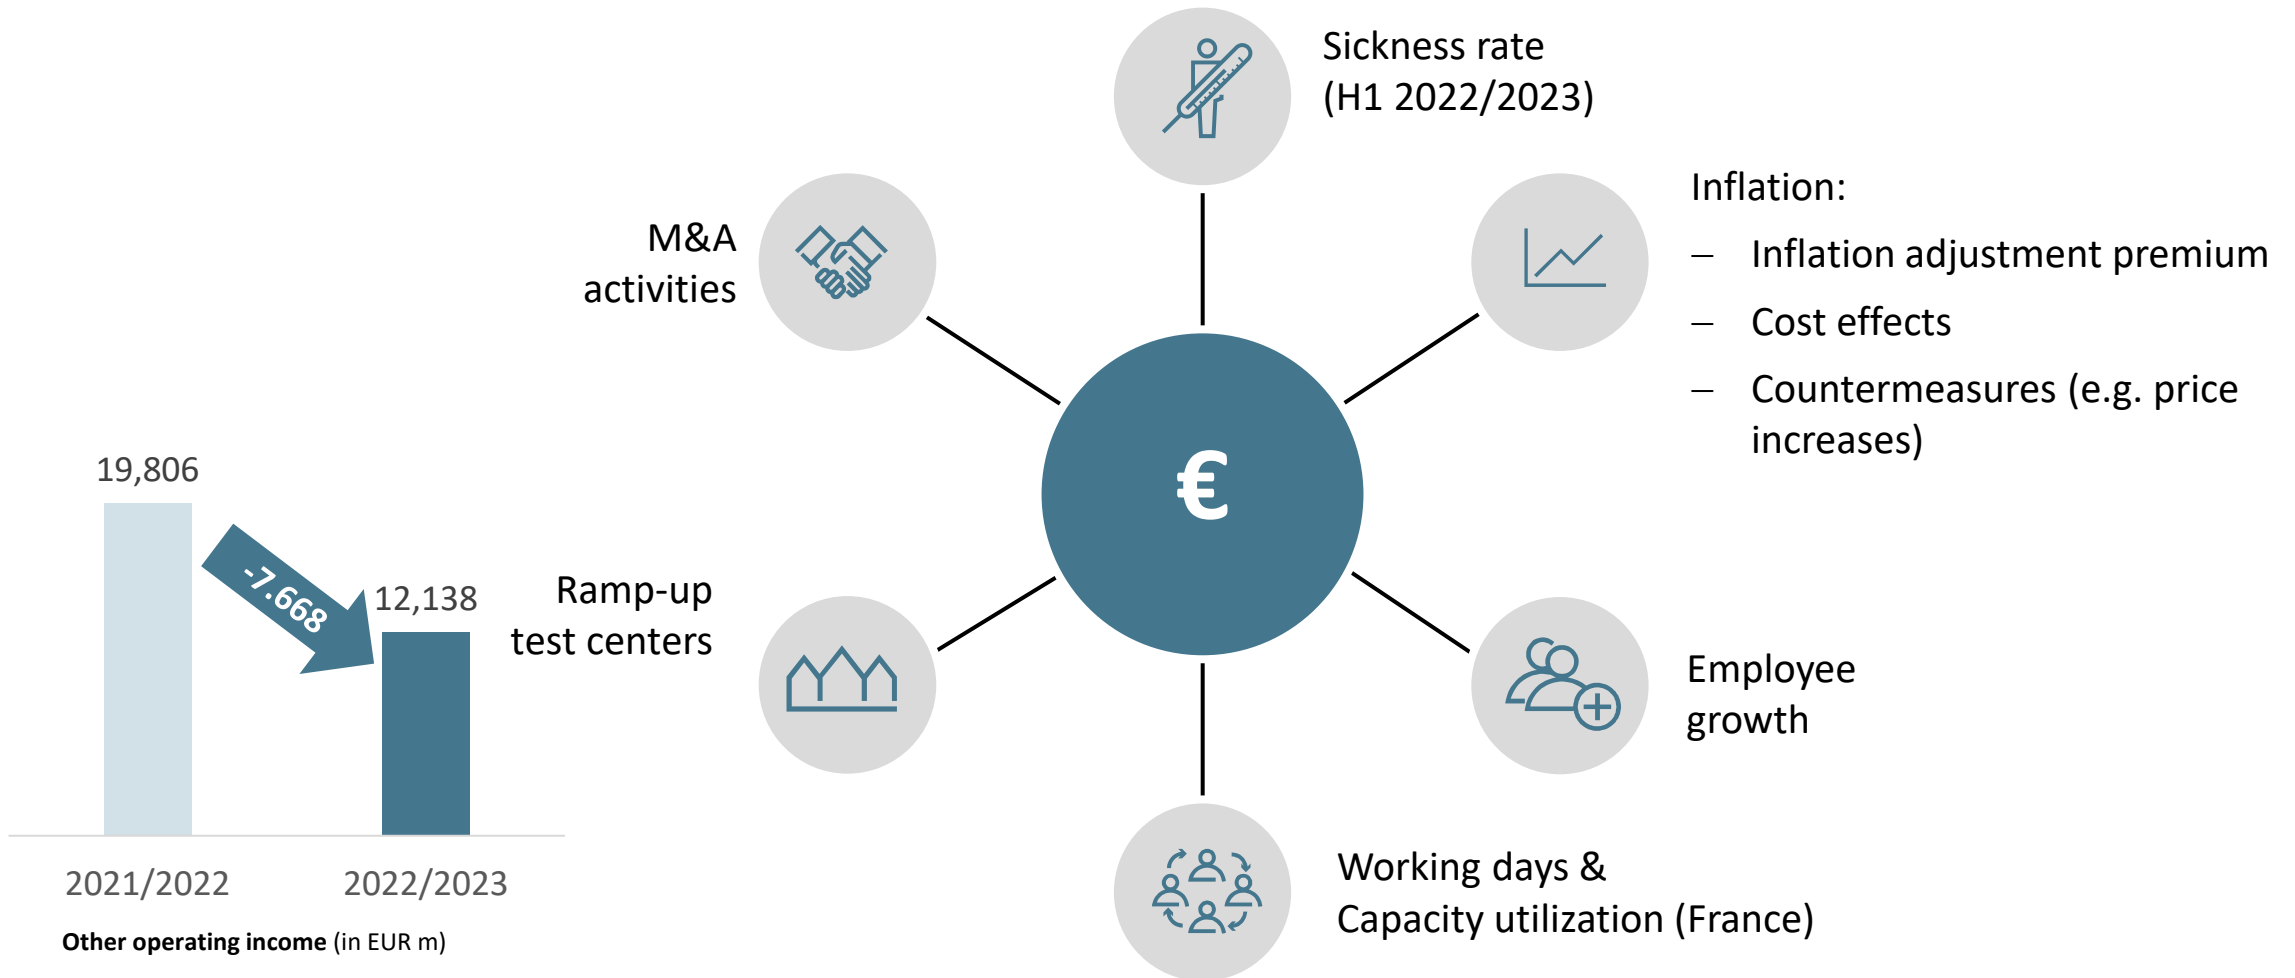 Sickness rate
(H1 2022/2023)
Inflation:
– Inflation adjustment premium
– Cost effects
– Countermeasures (e.g. price
increases)
M&A
activities
€
19,806
-7.668
12,138
2021/2022
2022/2023
Other operating income (in EUR m)
Ramp-up
test centers
Employee
growth
Working days &
Capacity utilization (France)